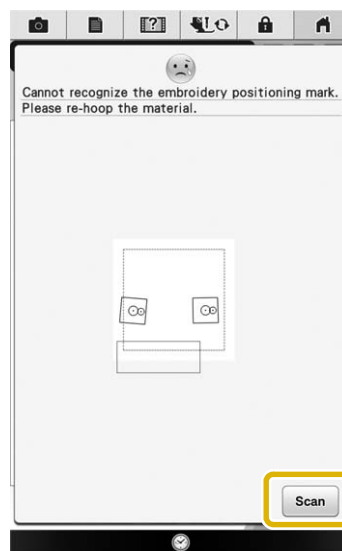 Cannot recognize the embroidery positioning mark.
Please re-hoop the material.
Scan